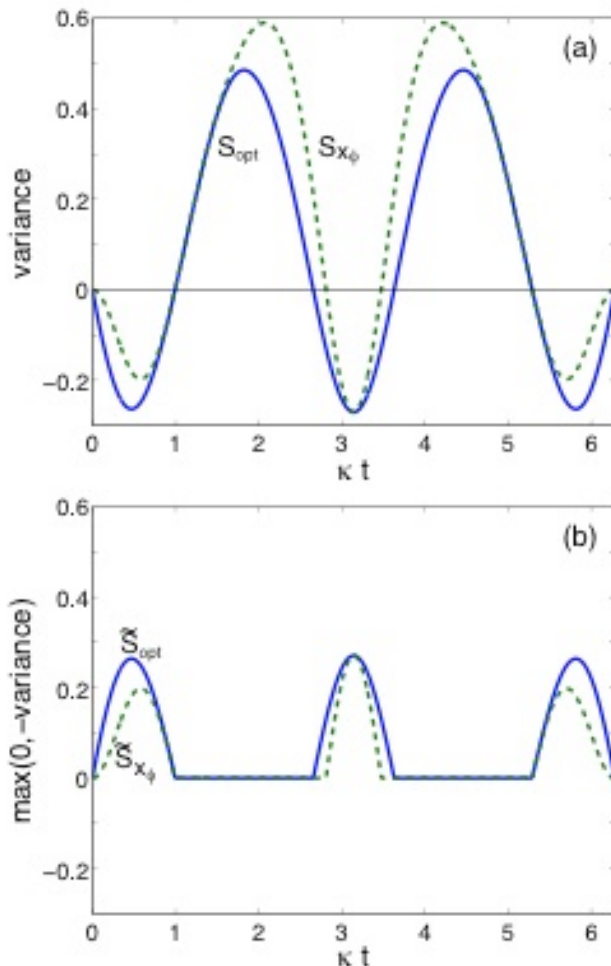 0.6
(a)
0.4
S_opt S_xϕ
variance
0.2
0
−0.2
0 1 2 3 4 5 6
κ t
0.6
(b)
0.4
max(0,−variance)
S̃_opt
0.2
S̃_xϕ
0
−0.2
0 1 2 3 4 5 6
κ t